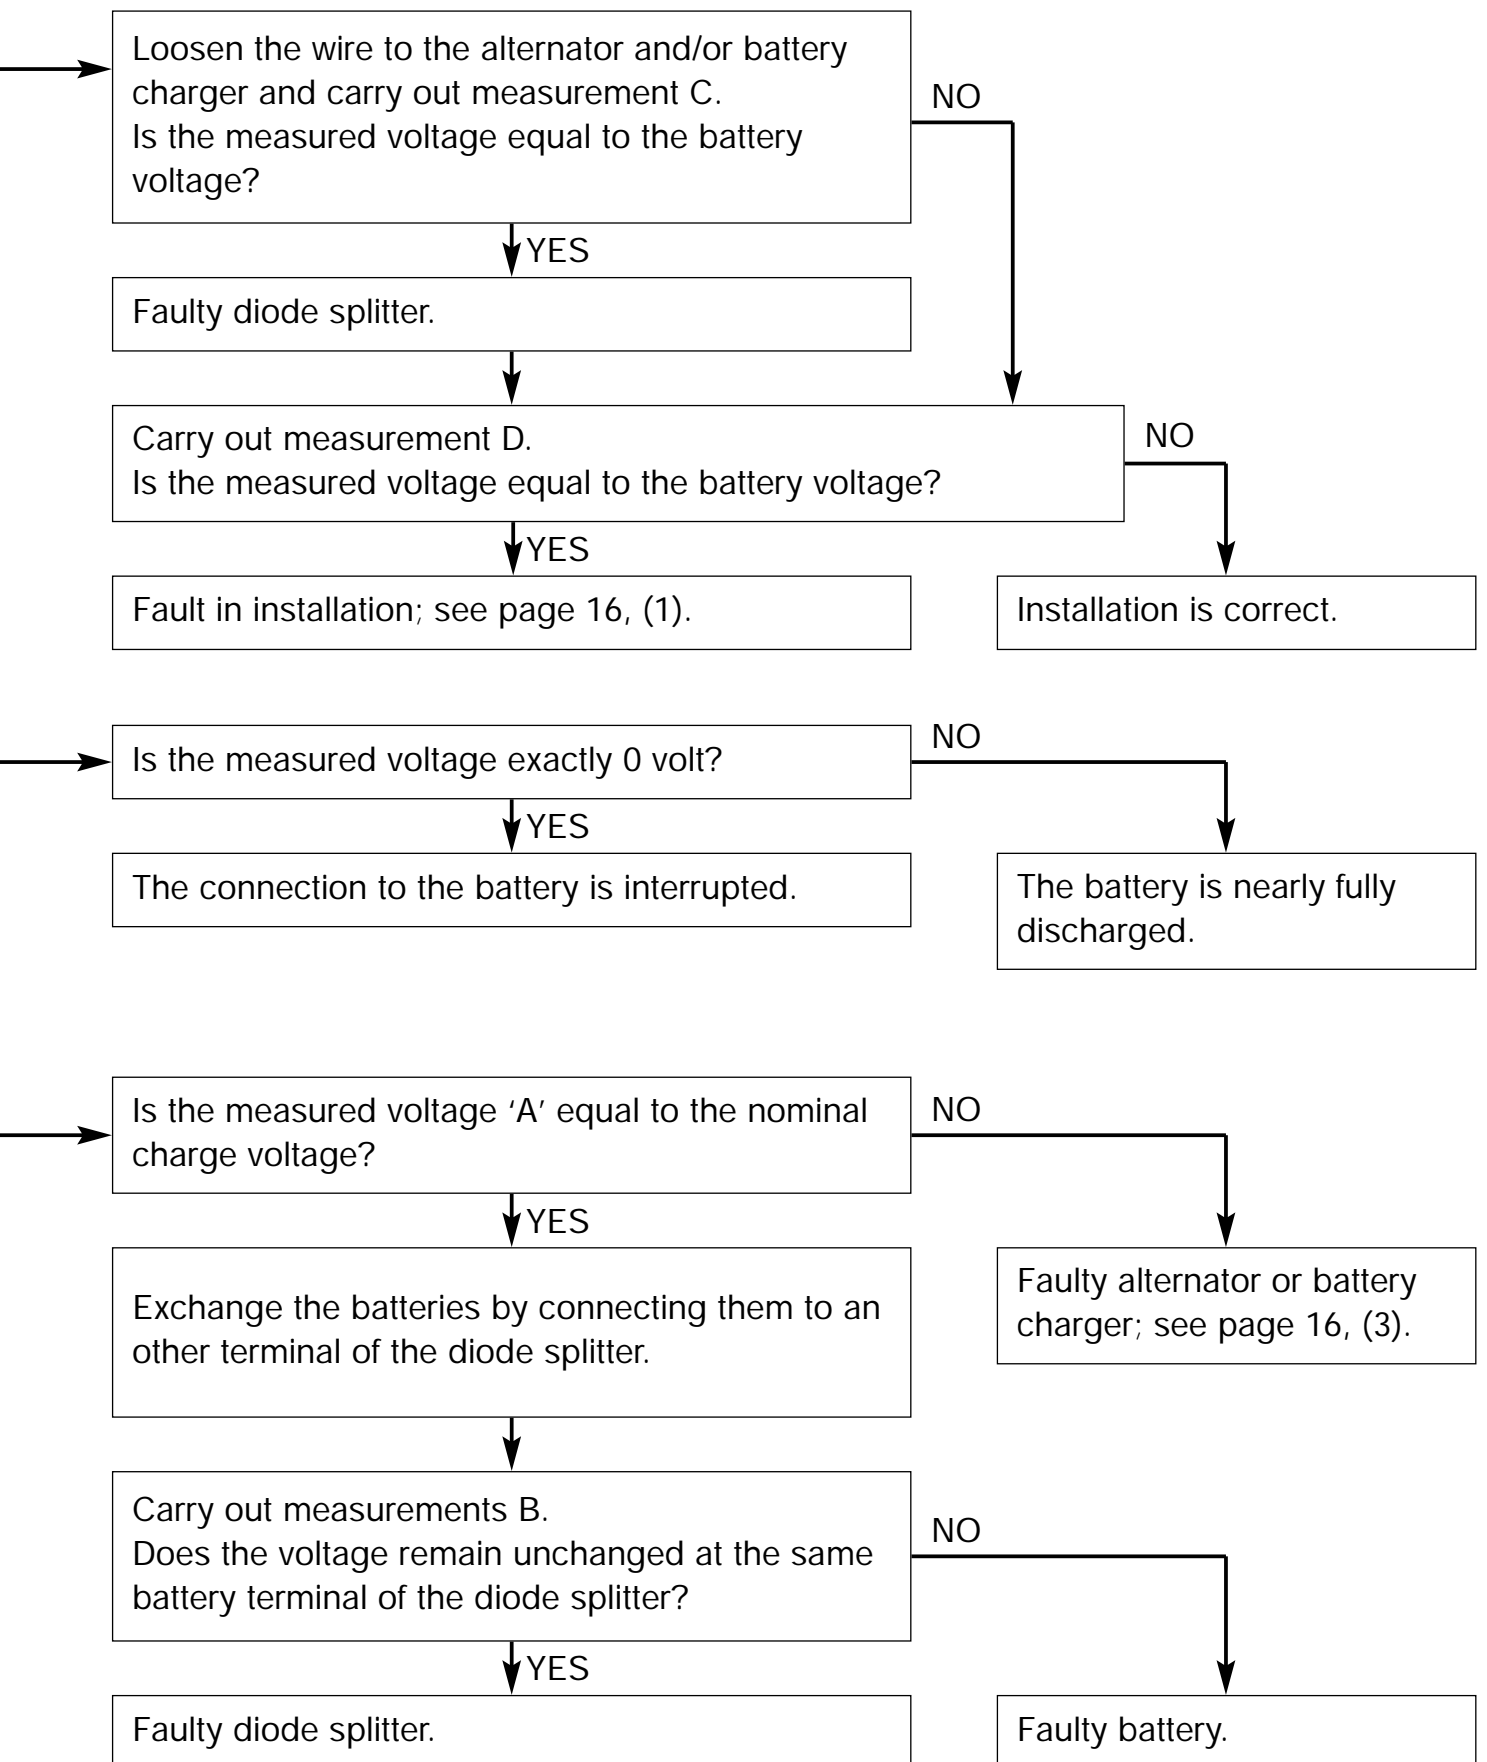 Loosen the wire to the alternator and/or battery
charger and carry out measurement C.
Is the measured voltage equal to the battery
voltage?
NO
YES
Faulty diode splitter.
Carry out measurement D.
Is the measured voltage equal to the battery voltage?
NO
YES
Fault in installation; see page 16, (1).
Installation is correct.
Is the measured voltage exactly 0 volt?
NO
YES
The connection to the battery is interrupted.
The battery is nearly fully
discharged.
Is the measured voltage ‘A’ equal to the nominal
charge voltage?
NO
YES
Exchange the batteries by connecting them to an
other terminal of the diode splitter.
Faulty alternator or battery
charger; see page 16, (3).
Carry out measurements B.
Does the voltage remain unchanged at the same
battery terminal of the diode splitter?
NO
YES
Faulty diode splitter.
Faulty battery.